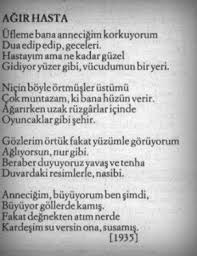 AĞIR HASTA
Üfleme bana anneciğim korkuyorum
Dua edip edip, geceleri.
Hastayım ama ne kadar güzel
Gidiyor yüzer gibi, vücudumun bir yeri.
Niçin böyle örtmüşler üstümü
Çok muntazam, ki bana hüzün verir.
Ağarırken uzak rüzgârlar içinde
Oyuncaklar gibi şehir.
Gözlerim örtük fakat yüzümle görüyorum
Ağlıyorsun, nur gibi.
Beraber duyuyoruz yavaş ve tenha
Duvardaki resimlerle, nasibi.
Anneciğim, büyüyorum ben şimdi,
Büyüyor göllerde kamış.
Fakat değnekten atım nerde
Kardeşim su versin ona, susamış.
[1935]